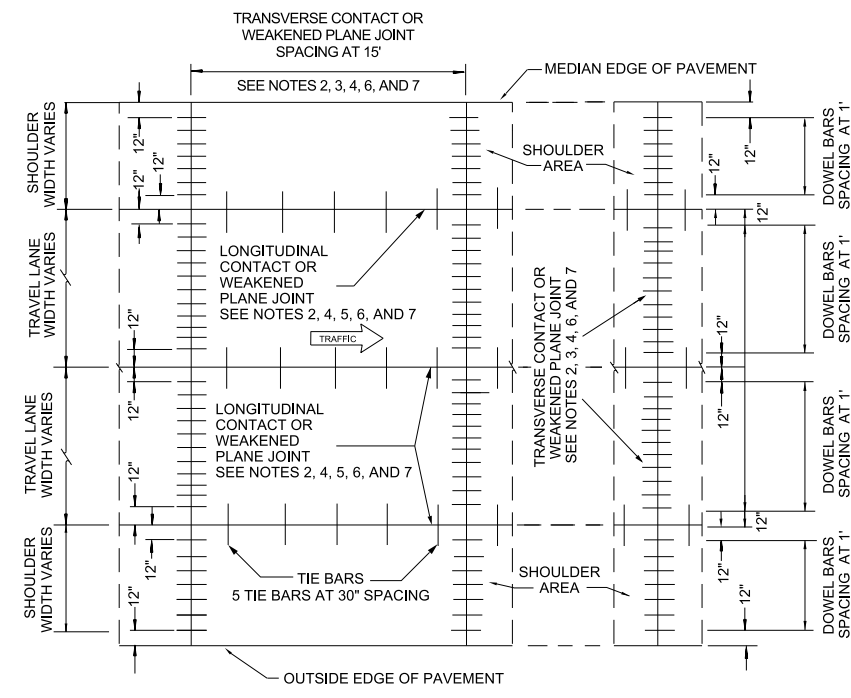 TRANSVERSE CONTACT OR
WEAKENED PLANE JOINT
SPACING AT 15'
SEE NOTES 2, 3, 4, 6, AND 7
MEDIAN EDGE OF PAVEMENT
SHOULDER
WIDTH VARIES
12"
12"
12"
SHOULDER
AREA
12"
12"
12"
DOWEL BARS
SPACING AT 1'
TRAVEL LANE
WIDTH VARIES
LONGITUDINAL
CONTACT OR
WEAKENED
PLANE JOINT
SEE NOTES 2, 4, 5, 6, AND 7
TRAFFIC
TRANSVERSE CONTACT OR
WEAKENED PLANE JOINT
SEE NOTES 2, 3, 4, 6, AND 7
DOWEL BARS
SPACING AT 1'
12"
12"
12"
12"
TRAVEL LANE
WIDTH VARIES
LONGITUDINAL
CONTACT OR
WEAKENED
PLANE JOINT
SEE NOTES 2, 4, 5, 6, AND 7
DOWEL BARS
SPACING AT 1'
12"
12"
12"
12"
SHOULDER
WIDTH VARIES
12"
TIE BARS
5 TIE BARS AT 30" SPACING
SHOULDER
AREA
12"
DOWEL BARS
SPACING AT 1'
OUTSIDE EDGE OF PAVEMENT